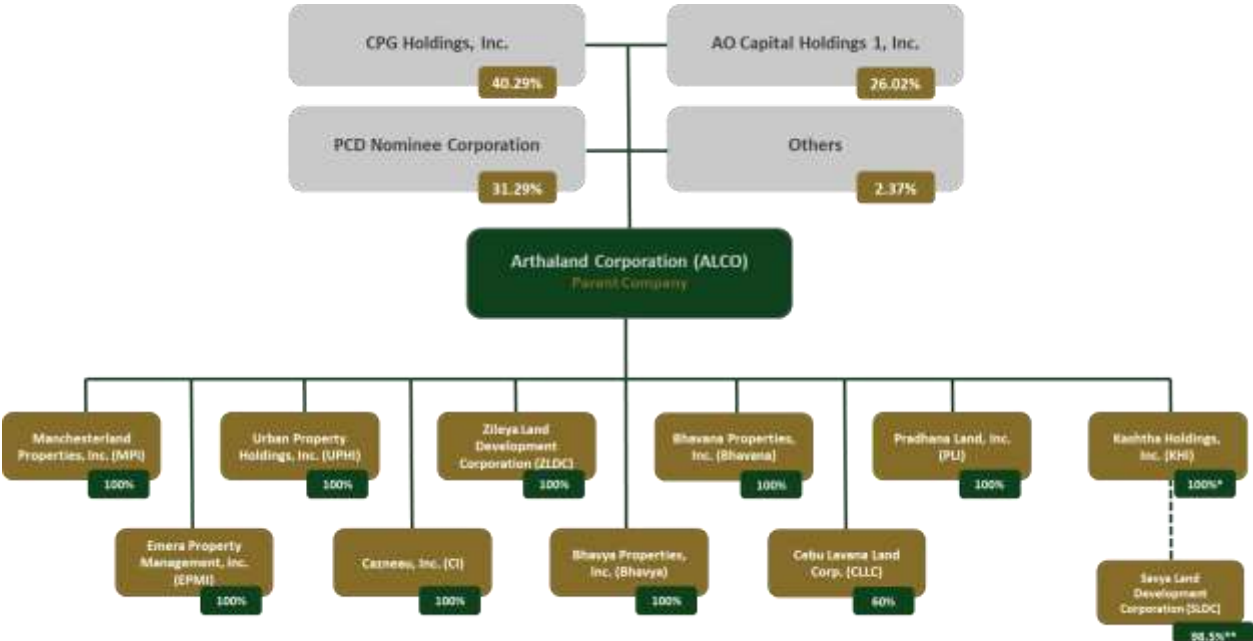 CPG Holdings, Inc.
40.29%
AO Capital Holdings 1, Inc.
26.02%
PCD Nominee Corporation
31.29%
Others
2.37%
Arthaland Corporation (ALCO)
Parent Company
Manchesterland
Properties, Inc. (MPI)
100%
Urban Property
Holdings, Inc. (UPHI)
100%
Zileya Land
Development
Corporation (ZLDC)
100%
Bhavana Properties,
Inc. (Bhavana)
100%
Pradhana Land, Inc.
(PLI)
100%
Kashtha Holdings,
Inc. (KHI)
100%*
Emera Property
Management, Inc.
(EPMI)
100%
Cazneau, Inc. (CI)
100%
Bhavya Properties,
Inc. (Bhavya)
100%
Cebu Lavana Land
Corp. (CLLC)
60%
Savya Land
Development
Corporation (SLDC)
98.5%**